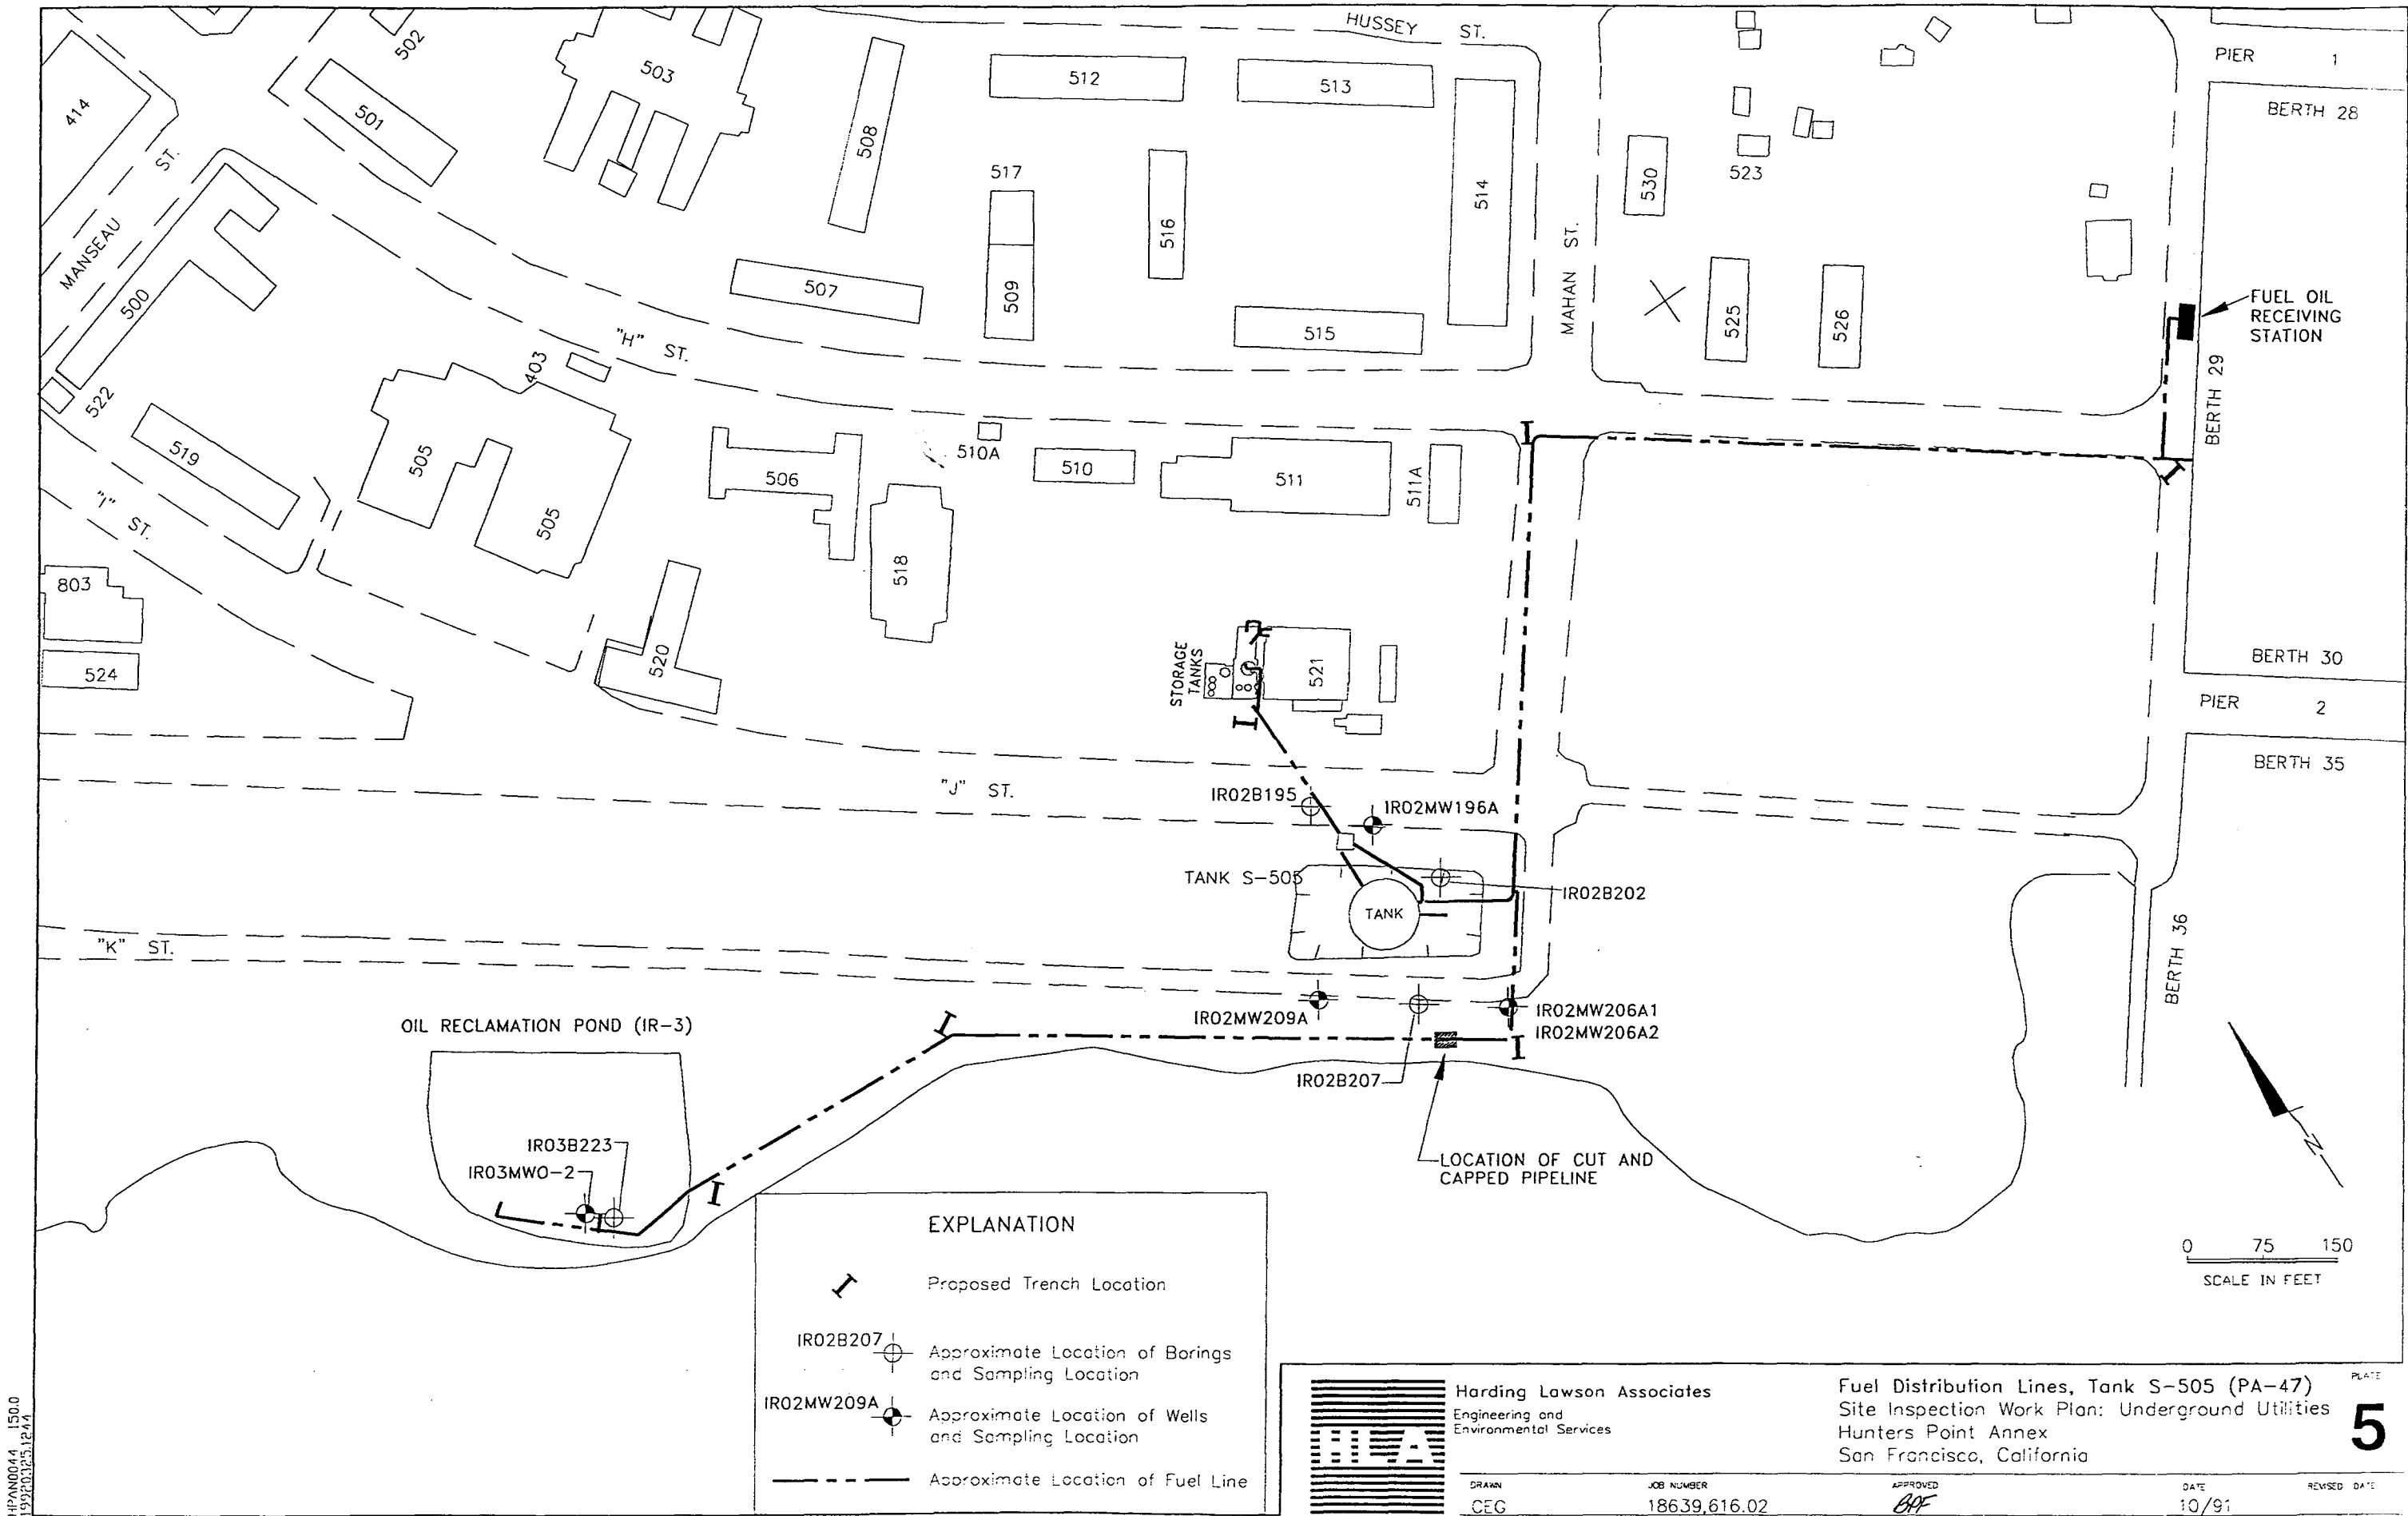 HUSSEY ST.
PIER 1
BERTH 28
502
503
414
501
512
513
508
ST.
MANSEAU
500
517
516
514
530
523
MAHAN ST.
507
509
515
525
526
FUEL OIL
RECEIVING
STATION
BERTH 29
"H" ST.
403
522
519
505
505
506
510A
510
511
511A
"I" ST.
518
803
524
520
STORAGE
TANKS
521
BERTH 30
PIER 2
BERTH 35
"J" ST.
IR02B195
IR02MW196A
TANK S-505
TANK
IR02B202
"K" ST.
BERTH 36
OIL RECLAMATION POND (IR-3)
IR02MW209A
IR02MW206A1
IR02MW206A2
IR02B207
LOCATION OF CUT AND
CAPPED PIPELINE
IR03B223
IR03MWO-2
N
0 75 150
SCALE IN FEET
EXPLANATION
Proposed Trench Location
IR02B207
Approximate Location of Borings
and Sampling Location
IR02MW209A
Approximate Location of Wells
and Sampling Location
Approximate Location of Fuel Line
HLA
Harding Lawson Associates
Engineering and
Environmental Services
Fuel Distribution Lines, Tank S-505 (PA-47)
Site Inspection Work Plan: Underground Utilities
Hunters Point Annex
San Francisco, California
PLATE
5
DRAWN
CEG
JOB NUMBER
18639,616.02
APPROVED
BPF
DATE
10/91
REVISED DATE
HPAN0044 150.0